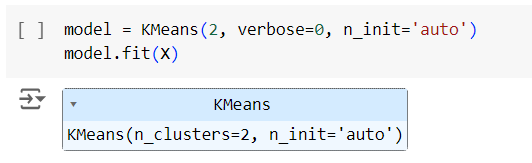 [ ] model = KMeans(2, verbose=0, n_init='auto')
model.fit(X)
▾ KMeans
KMeans(n_clusters=2, n_init='auto')